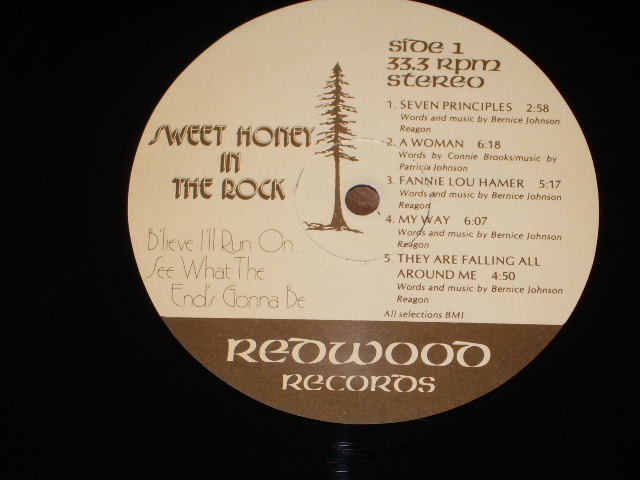 SIDE 1
33.3 RPM
STEREO
SWEET HONEY
IN
THE ROCK
B'lieve I'll Run On...
See What The
End's Gonna Be
1. SEVEN PRINCIPLES 2:58
Words and music by Bernice Johnson
Reagon
2. A WOMAN 6:18
Words by Connie Brooks/music by
Patricia Johnson
3. FANNIE LOU HAMER 5:17
Words and music by Bernice Johnson
Reagon
4. MY WAY 6:07
Words and music by Bernice Johnson
Reagon
5. THEY ARE FALLING ALL
AROUND ME 4:50
Words and music by Bernice Johnson
Reagon
All selections BMI
REDWOOD
RECORDS